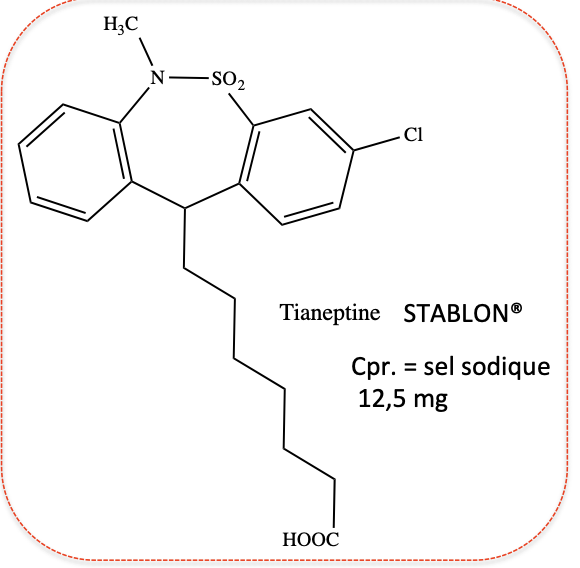 H₃C
N
SO₂
Cl
Tianeptine STABLON®
Cpr. = sel sodique
12,5 mg
HOOC